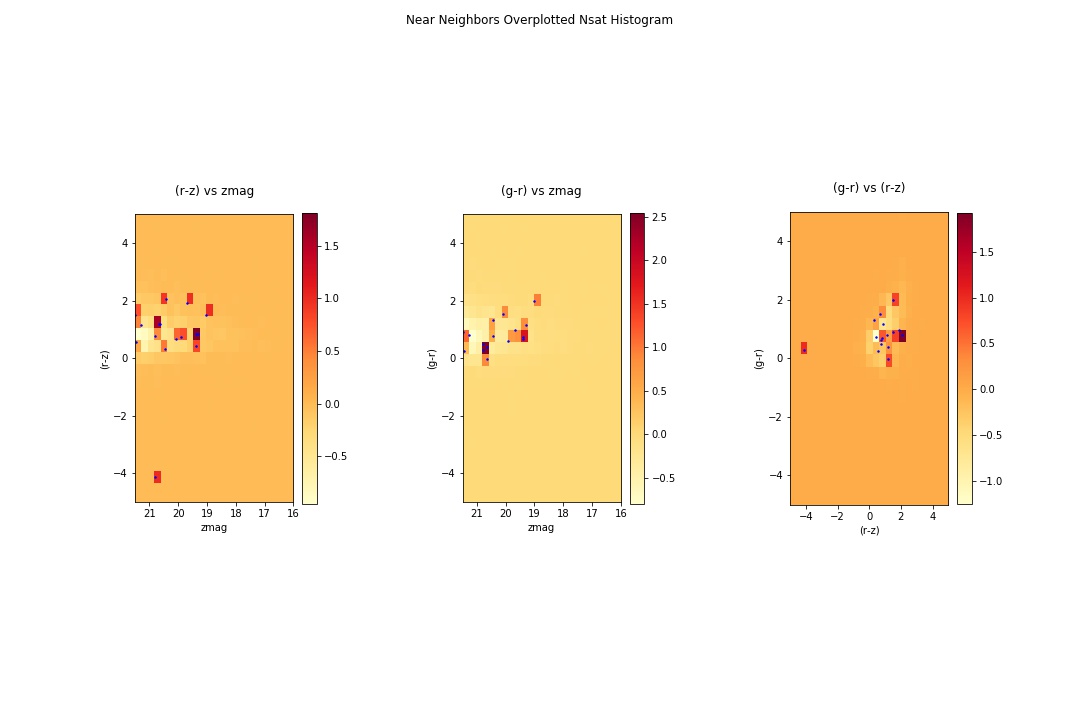 Near Neighbors Overplotted Nsat Histogram
(r-z) vs zmag
(g-r) vs zmag
(g-r) vs (r-z)
(r-z)
4
2
0
−2
−4
21 20 19 18 17 16
zmag
1.5
1.0
0.5
0.0
−0.5
(g-r)
4
2
0
−2
−4
21 20 19 18 17 16
zmag
2.5
2.0
1.5
1.0
0.5
0.0
−0.5
(g-r)
4
2
0
−2
−4
−4 −2 0 2 4
(r-z)
1.5
1.0
0.5
0.0
−0.5
−1.0